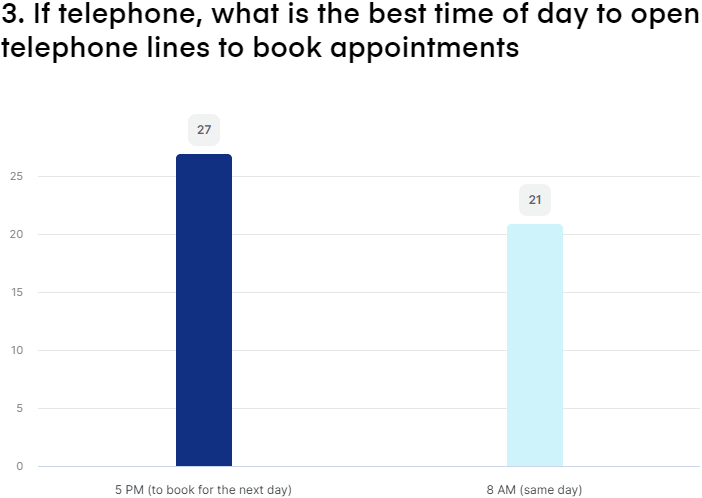 3. If telephone, what is the best time of day to open
telephone lines to book appointments
27
25
21
20
15
10
5
0
5 PM (to book for the next day)
8 AM (same day)